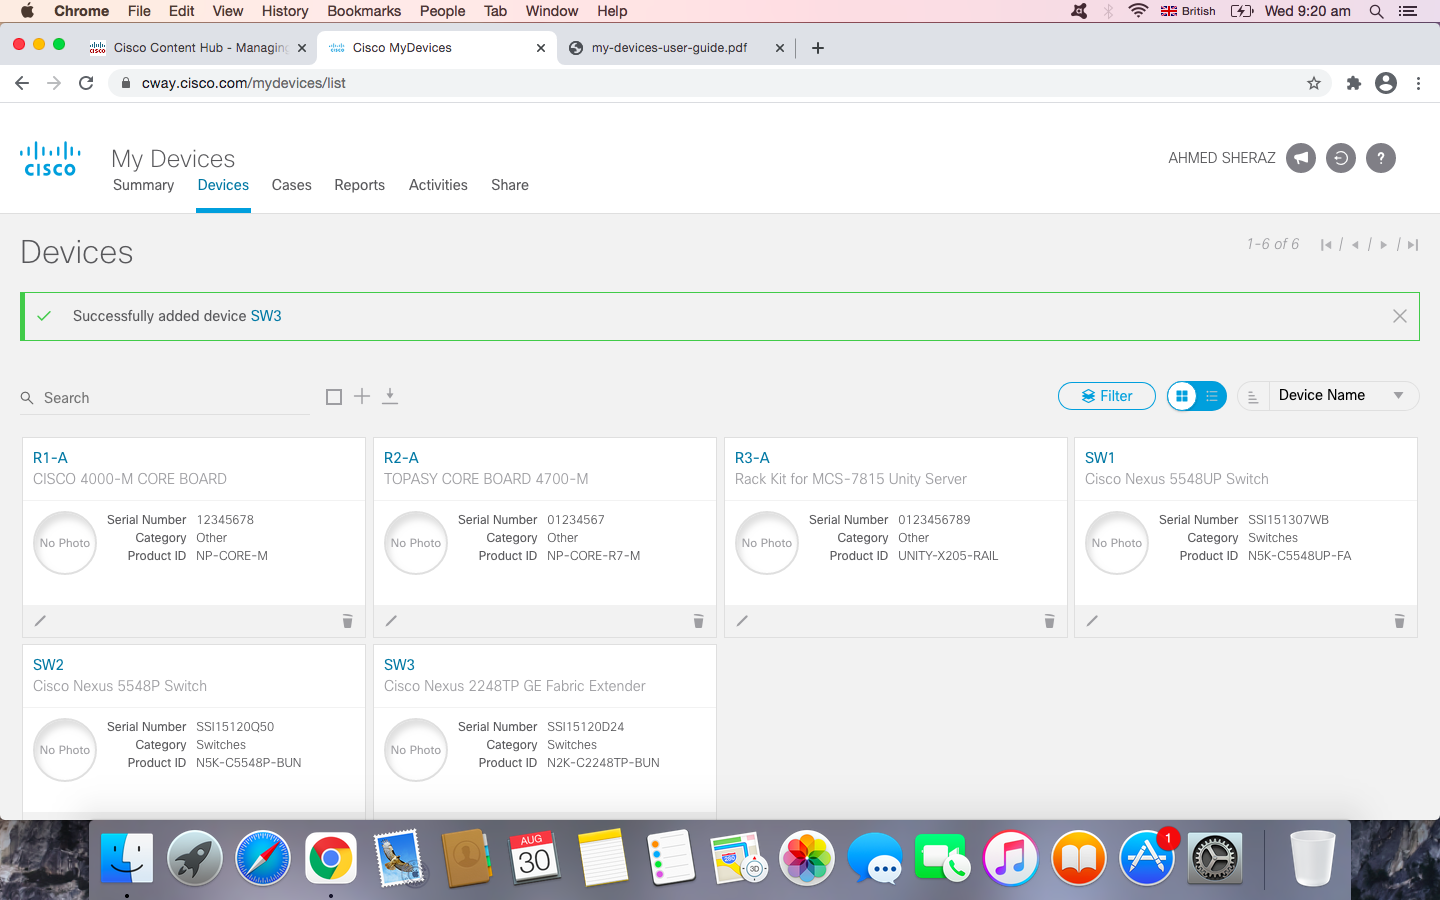 Chrome File Edit View History Bookmarks People Tab Window Help British Wed 9:20 am
Cisco Content Hub - Managing Cisco MyDevices my-devices-user-guide.pdf
cway.cisco.com/mydevices/list
CISCO
My Devices
AHMED SHERAZ ?
Summary Devices Cases Reports Activities Share
Devices
1-6 of 6
Successfully added device SW3
Search
Filter
Device Name
R1-A
CISCO 4000-M CORE BOARD
No Photo
Serial Number 12345678
Category Other
Product ID NP-CORE-M
R2-A
TOPASY CORE BOARD 4700-M
No Photo
Serial Number 01234567
Category Other
Product ID NP-CORE-R7-M
R3-A
Rack Kit for MCS-7815 Unity Server
No Photo
Serial Number 0123456789
Category Other
Product ID UNITY-X205-RAIL
SW1
Cisco Nexus 5548UP Switch
No Photo
Serial Number SSI151307WB
Category Switches
Product ID N5K-C5548UP-FA
SW2
Cisco Nexus 5548P Switch
No Photo
Serial Number SSI15120Q50
Category Switches
Product ID N5K-C5548P-BUN
SW3
Cisco Nexus 2248TP GE Fabric Extender
No Photo
Serial Number SSI15120D24
Category Switches
Product ID N2K-C2248TP-BUN
AUG
30
280
3D
1